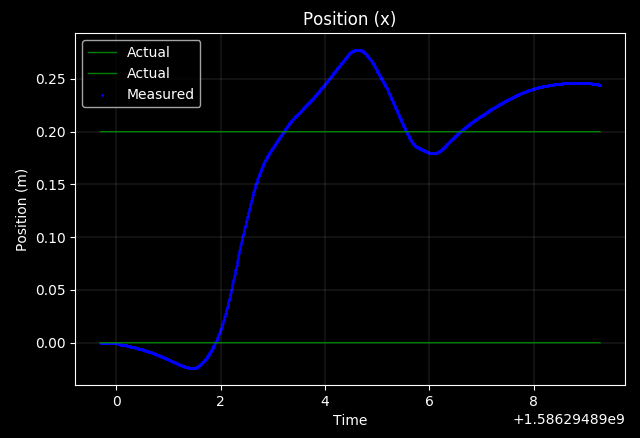 Position (x)
Actual
Actual
Measured
Position (m)
0.25
0.20
0.15
0.10
0.05
0.00
0 2 4 6 8
Time
+1.58629489e9